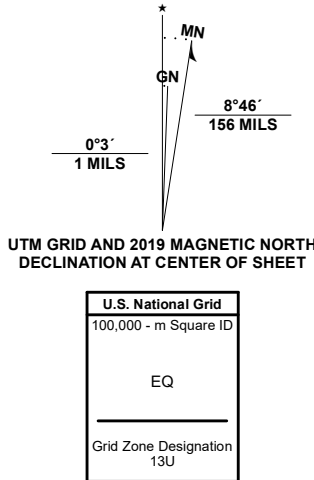 ★
MN
GN
8°46´
156 MILS
0°3´
1 MILS
UTM GRID AND 2019 MAGNETIC NORTH
DECLINATION AT CENTER OF SHEET
U.S. National Grid
100,000 - m Square ID
EQ
Grid Zone Designation
13U